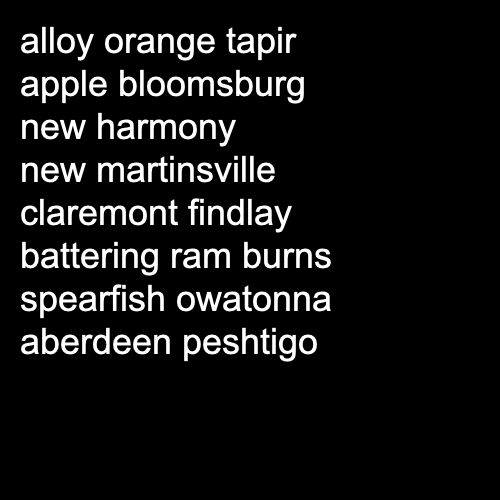 alloy orange tapir
apple bloomsburg
new harmony
new martinsville
claremont findlay
battering ram burns
spearfish owatonna
aberdeen peshtigo